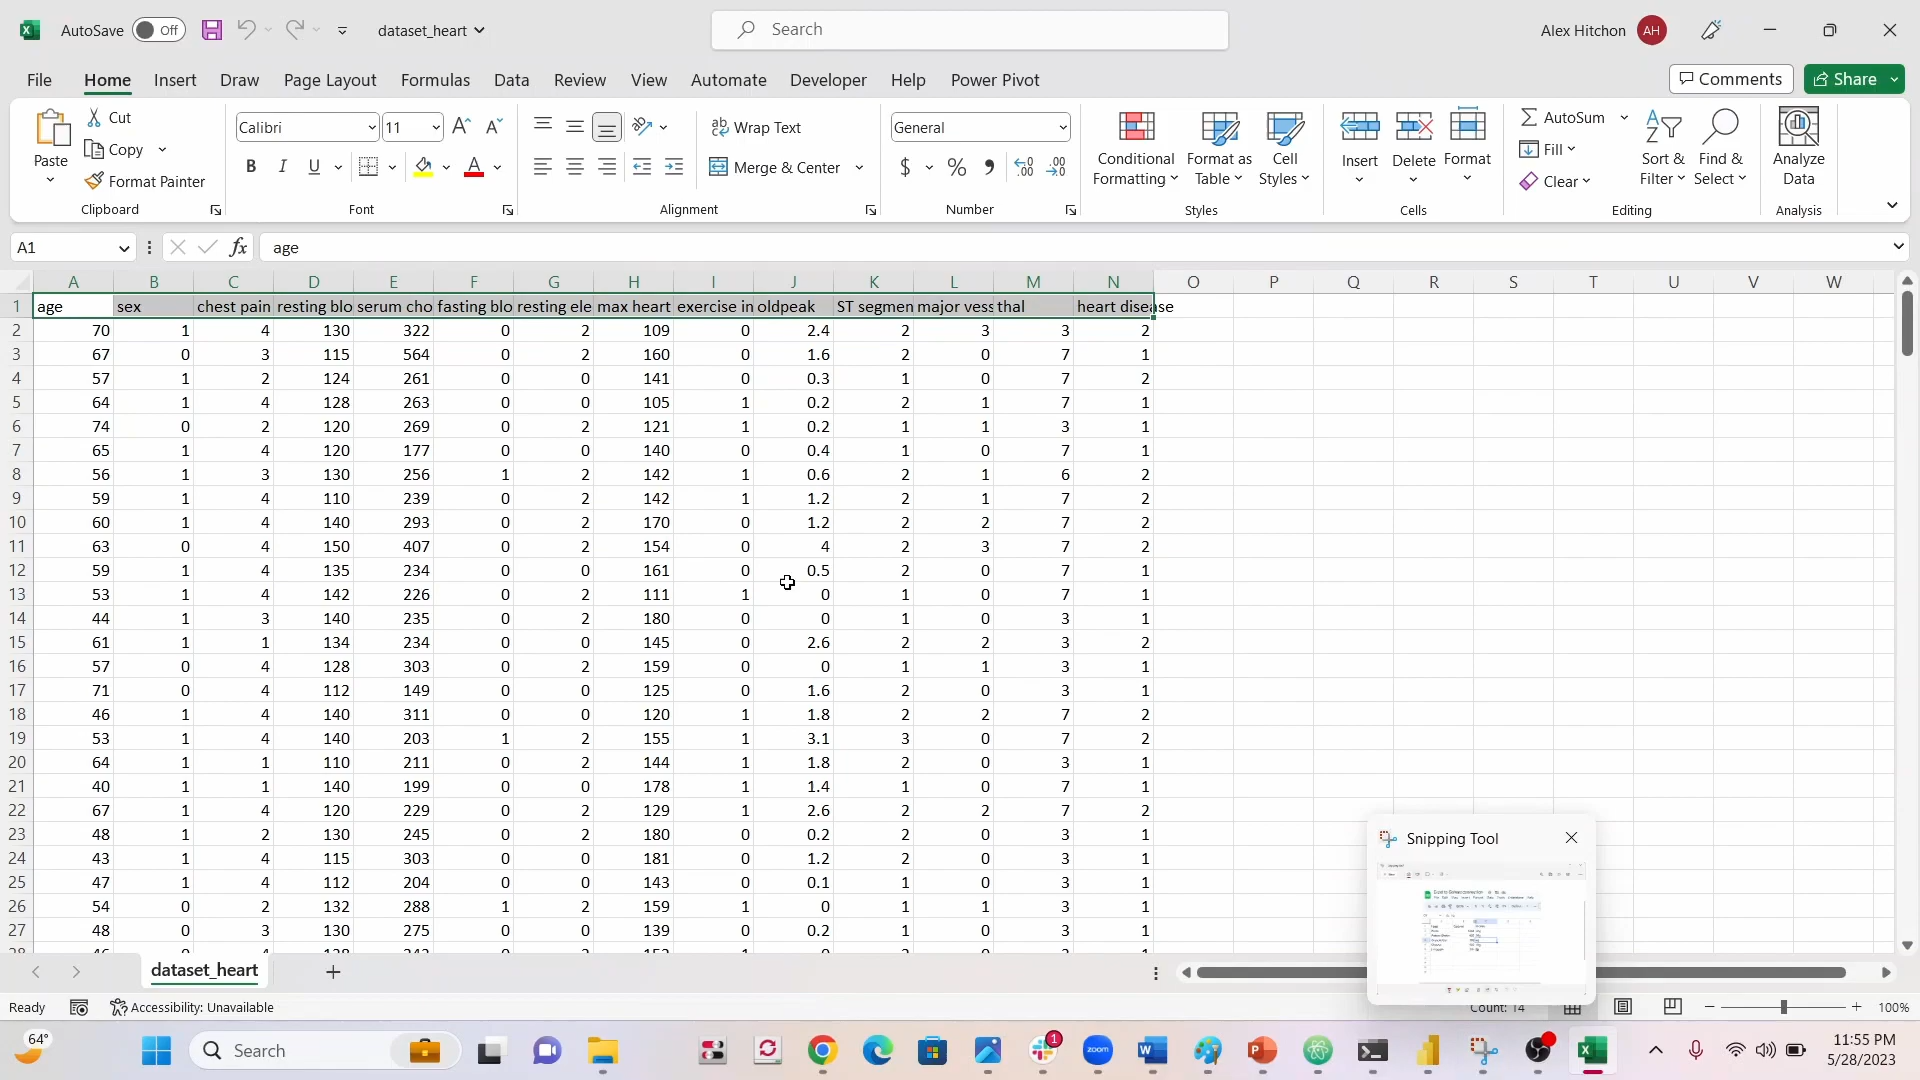 AutoSave Off dataset_heart Search Alex Hitchon AH
File Home Insert Draw Page Layout Formulas Data Review View Automate Developer Help Power Pivot Comments Share
Paste Cut Copy Format Painter Clipboard
Calibri 11 B I U A Font
Wrap Text Merge & Center Alignment
General $ % Number
Conditional Formatting Format as Table Cell Styles Styles
Insert Delete Format Cells
AutoSum Fill Clear Sort & Filter Find & Select Editing
Analyze Data Analysis
A1 fx age
A B C D E F G H I J K L M N O P Q R S T U V W
1 age sex chest pain resting blo serum cho fasting blo resting ele max heart exercise in oldpeak ST segmen major vess thal heart disease
2 70 1 4 130 322 0 2 109 0 2.4 2 3 3 2
3 67 0 3 115 564 0 2 160 0 1.6 2 0 7 1
4 57 1 2 124 261 0 0 141 0 0.3 1 0 7 2
5 64 1 4 128 263 0 0 105 1 0.2 2 1 7 1
6 74 0 2 120 269 0 2 121 1 0.2 1 1 3 1
7 65 1 4 120 177 0 0 140 0 0.4 1 0 7 1
8 56 1 3 130 256 1 2 142 1 0.6 2 1 6 2
9 59 1 4 110 239 0 2 142 1 1.2 2 1 7 2
10 60 1 4 140 293 0 2 170 0 1.2 2 2 7 2
11 63 0 4 150 407 0 2 154 0 4 2 3 7 2
12 59 1 4 135 234 0 0 161 0 0.5 2 0 7 1
13 53 1 4 142 226 0 2 111 1 0 1 0 7 1
14 44 1 3 140 235 0 2 180 0 0 1 0 3 1
15 61 1 1 134 234 0 0 145 0 2.6 2 2 3 2
16 57 0 4 128 303 0 2 159 0 0 1 1 3 1
17 71 0 4 112 149 0 0 125 0 1.6 2 0 3 1
18 46 1 4 140 311 0 0 120 1 1.8 2 2 7 2
19 53 1 4 140 203 1 2 155 1 3.1 3 0 7 2
20 64 1 1 110 211 0 2 144 1 1.8 2 0 3 1
21 40 1 1 140 199 0 0 178 1 1.4 1 0 7 1
22 67 1 4 120 229 0 2 129 1 2.6 2 2 7 2
23 48 1 2 130 245 0 2 180 0 0.2 2 0 3 1
24 43 1 4 115 303 0 0 181 0 1.2 2 0 3 1
25 47 1 4 112 204 0 0 143 0 0.1 1 0 3 1
26 54 0 2 132 288 1 2 159 1 0 1 1 3 1
27 48 0 3 130 275 0 0 139 0 0.2 1 0 3 1
Snipping Tool
dataset_heart
Ready Accessibility: Unavailable Count: 14 100%
64° Search 1 zoom 11:55 PM
5/28/2023